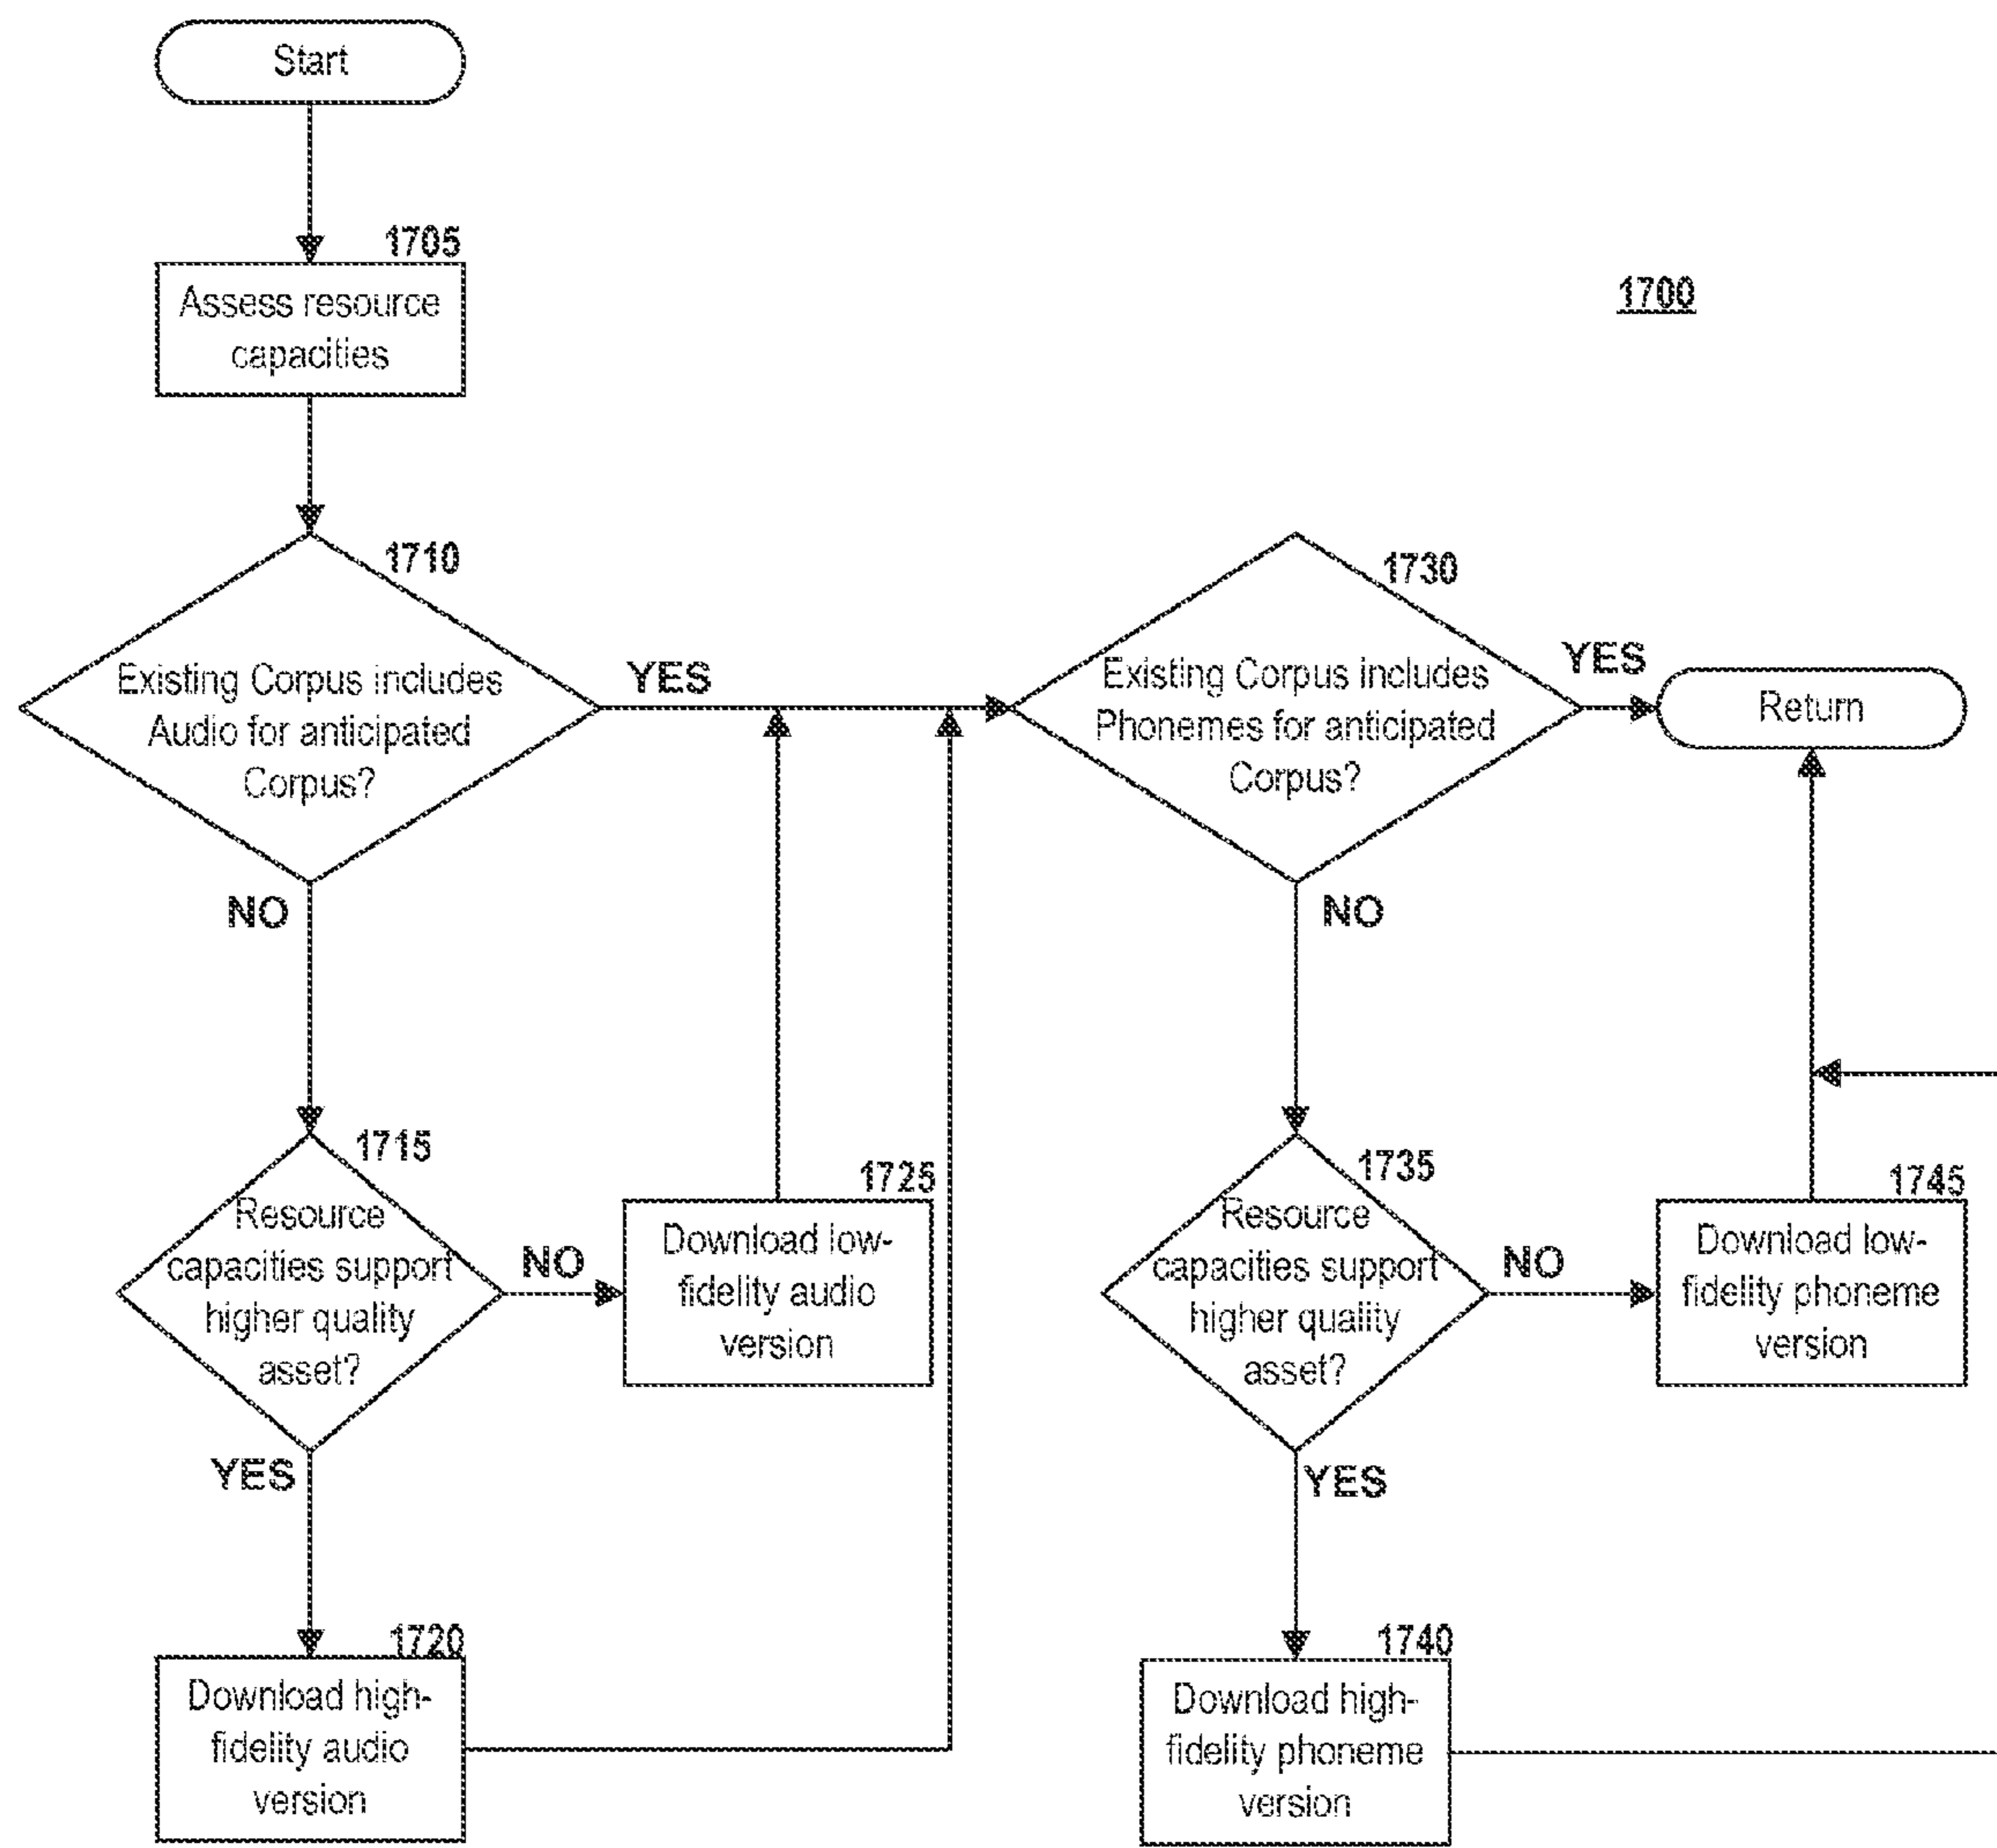 Start
1705
Assess resource
capacities
1700
1710
Existing Corpus includes
Audio for anticipated
Corpus?
YES
NO
1715
Resource
capacities support
higher quality
asset?
NO
YES
1725
Download low-
fidelity audio
version
1720
Download high-
fidelity audio
version
1730
Existing Corpus includes
Phonemes for anticipated
Corpus?
YES
Return
NO
1735
Resource
capacities support
higher quality
asset?
NO
YES
1745
Download low-
fidelity phoneme
version
1740
Download high-
fidelity phoneme
version